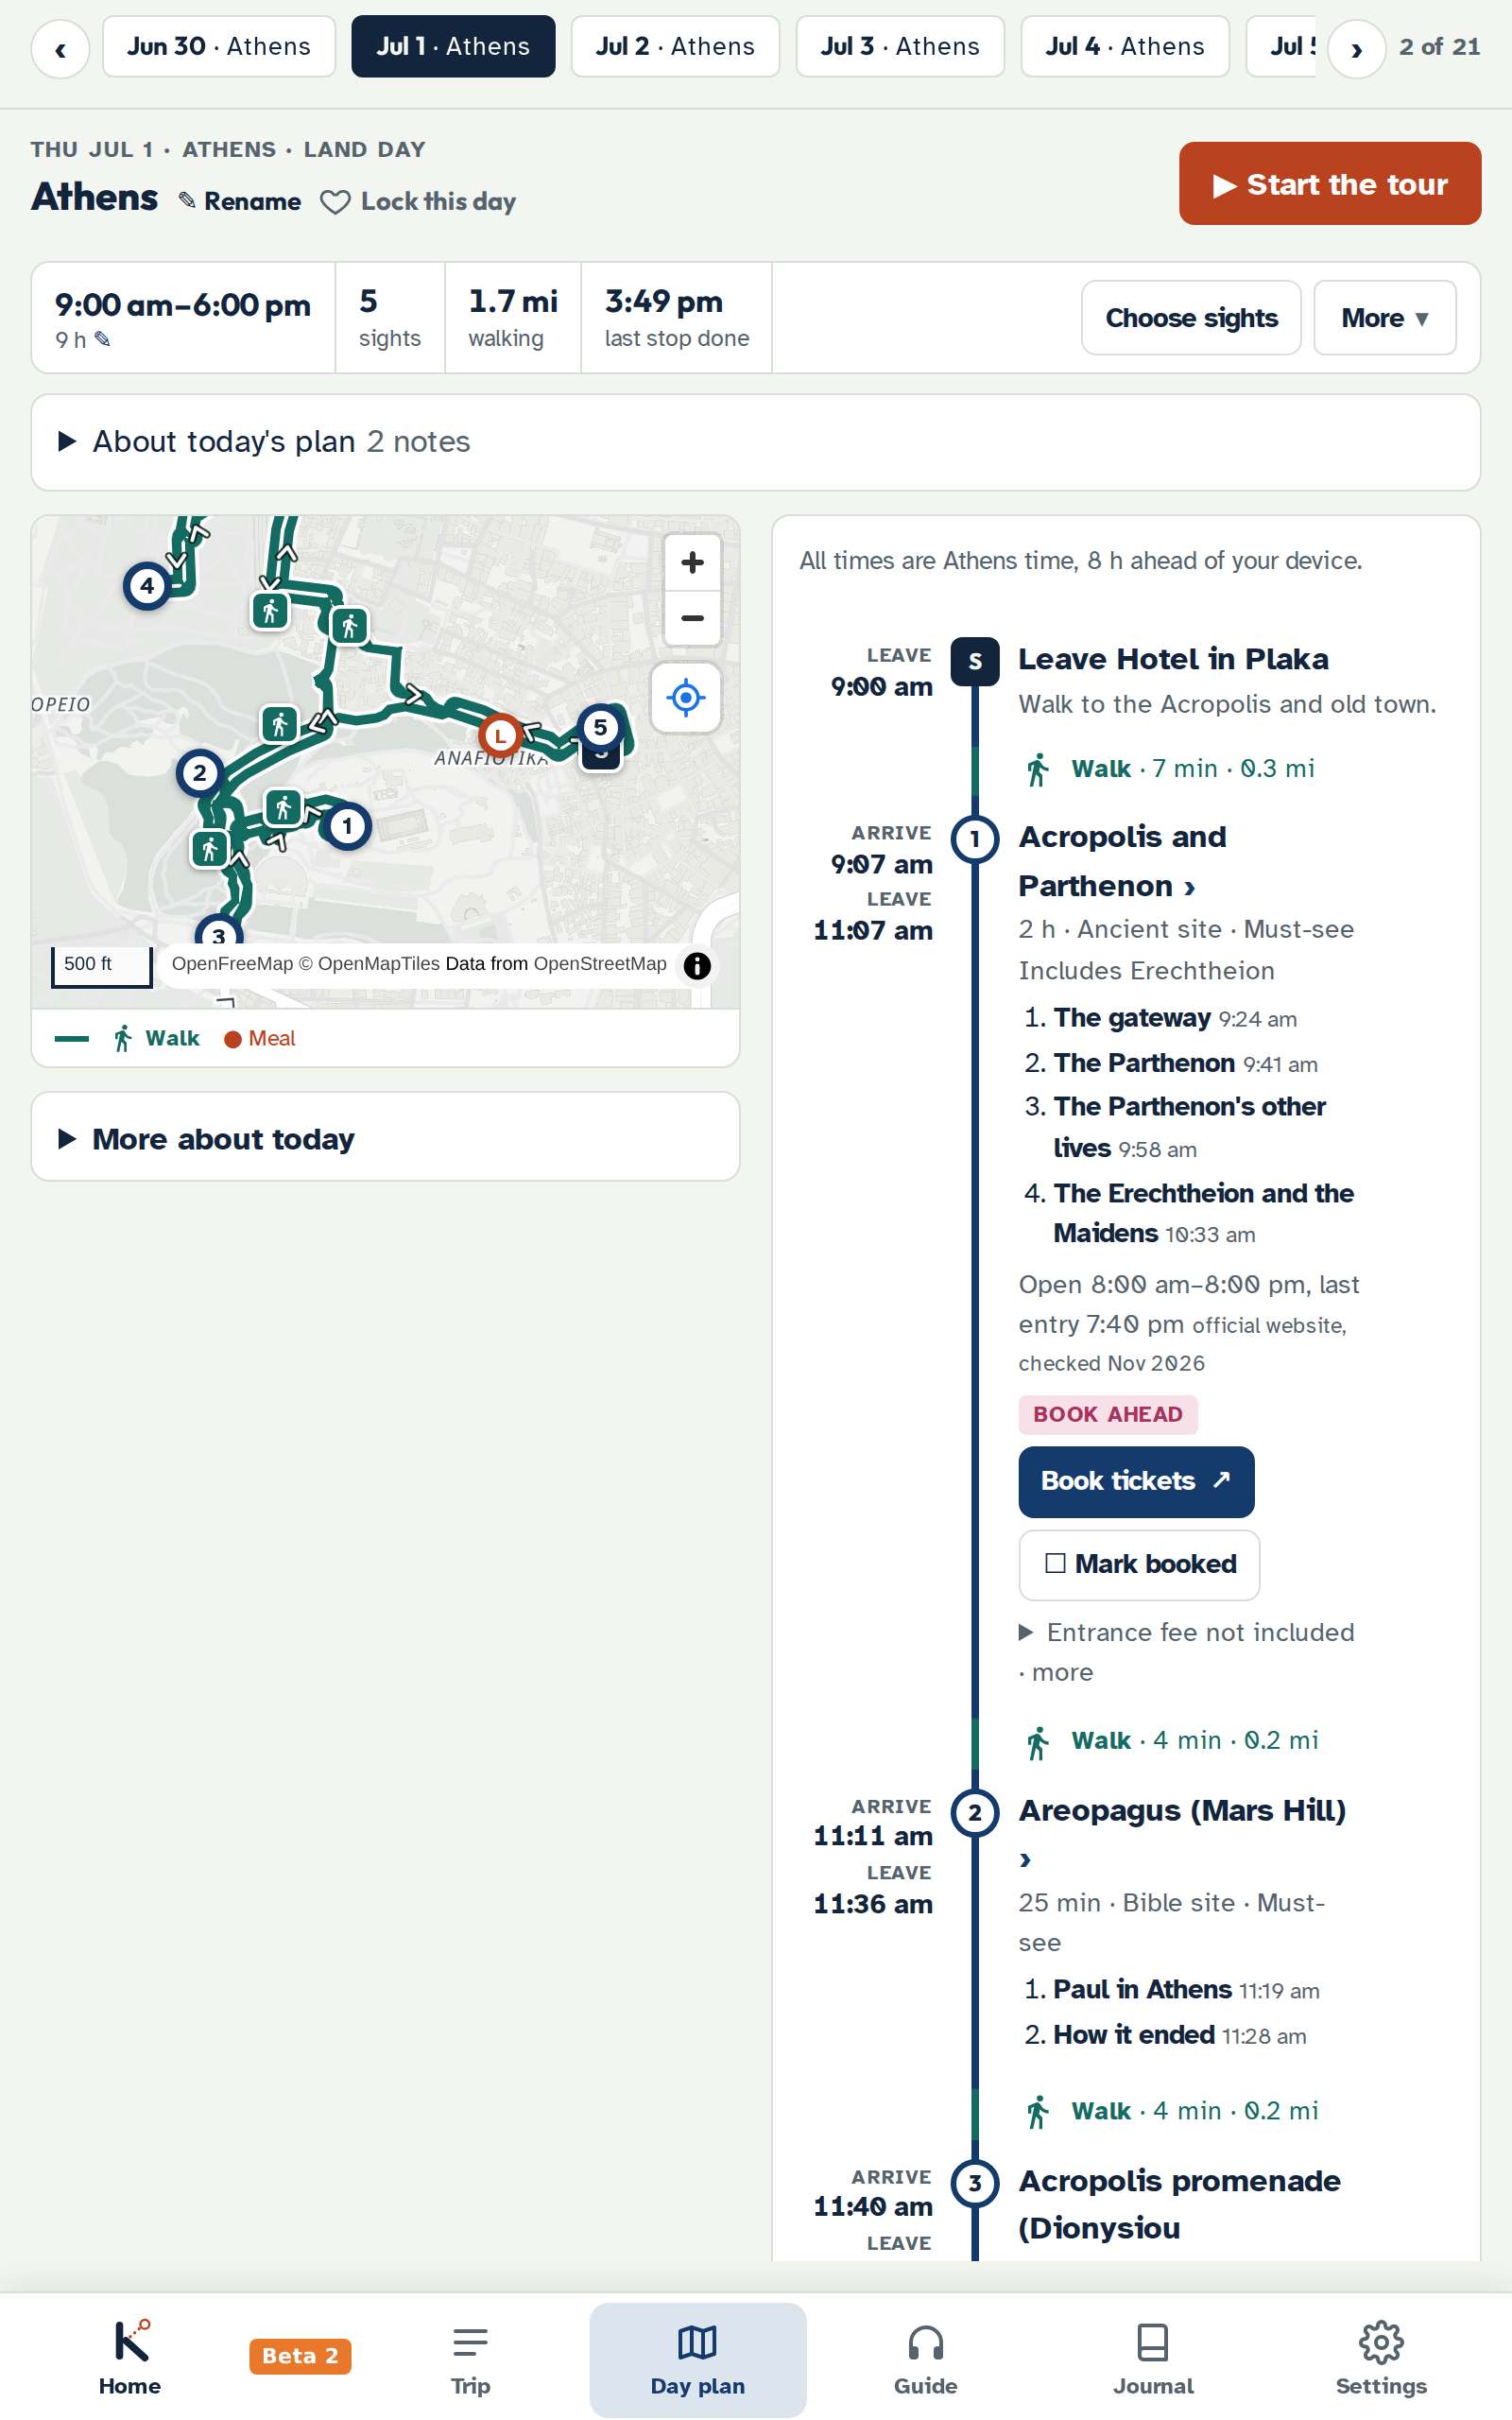 ‹ Jun 30 · Athens Jul 1 · Athens Jul 2 · Athens Jul 3 · Athens Jul 4 · Athens Jul › 2 of 21
THU JUL 1 · ATHENS · LAND DAY
Athens ✎ Rename ♡ Lock this day
▶ Start the tour
9:00 am–6:00 pm
9 h ✎
5
sights
1.7 mi
walking
3:49 pm
last stop done
Choose sights
More ▾
▶ About today's plan 2 notes
4
OPEIO
ANAFIOTIKA
L
5
S
2
1
3
+
−
500 ft
OpenFreeMap © OpenMapTiles Data from OpenStreetMap
Walk Meal
▶ More about today
All times are Athens time, 8 h ahead of your device.
LEAVE
9:00 am
S
Leave Hotel in Plaka
Walk to the Acropolis and old town.
Walk · 7 min · 0.3 mi
ARRIVE
9:07 am
LEAVE
11:07 am
1
Acropolis and
Parthenon ›
2 h · Ancient site · Must-see
Includes Erechtheion
1. The gateway 9:24 am
2. The Parthenon 9:41 am
3. The Parthenon's other
lives 9:58 am
4. The Erechtheion and the
Maidens 10:33 am
Open 8:00 am–8:00 pm, last
entry 7:40 pm official website,
checked Nov 2026
BOOK AHEAD
Book tickets ↗
☐ Mark booked
▶ Entrance fee not included
· more
Walk · 4 min · 0.2 mi
ARRIVE
11:11 am
LEAVE
11:36 am
2
Areopagus (Mars Hill)
›
25 min · Bible site · Must-
see
1. Paul in Athens 11:19 am
2. How it ended 11:28 am
Walk · 4 min · 0.2 mi
ARRIVE
11:40 am
LEAVE
3
Acropolis promenade
(Dionysiou
Home
Beta 2
Trip
Day plan
Guide
Journal
Settings